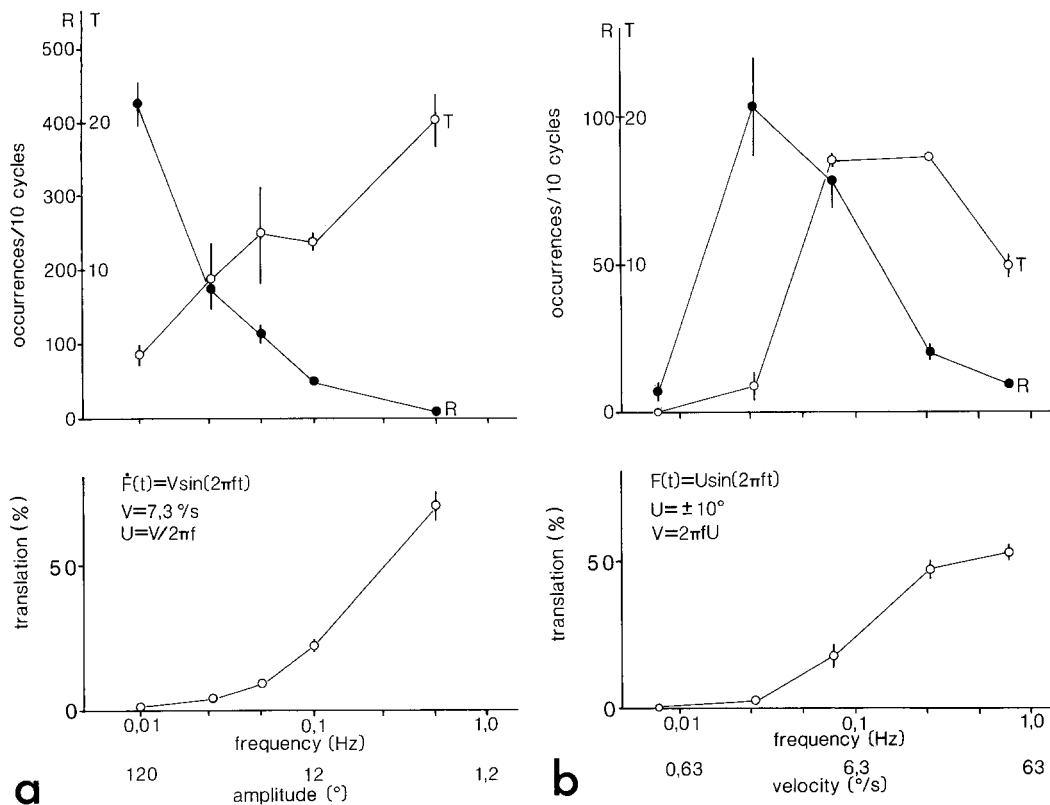 R T
500
400 20
300
200 10
100
0
occurrences/10 cycles
T
R
Ḟ(t)=Vsin(2πft)
V=7,3 °/s
U=V/2πf
translation (%)
50
0
0,01 0,1 1,0
frequency (Hz)
120 12 1,2
amplitude (°)
a
R T
100 20
50 10
0
occurrences/10 cycles
T
R
F(t)=Usin(2πft)
U=±10°
V=2πfU
translation (%)
50
0
0,01 0,1 1,0
frequency (Hz)
0,63 6,3 63
velocity (°/s)
b